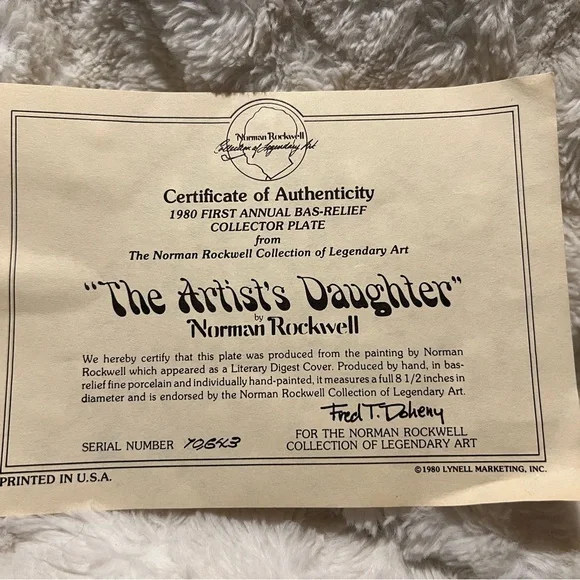 Norman Rockwell
Collection of Legendary Art
Certificate of Authenticity
1980 FIRST ANNUAL BAS-RELIEF
COLLECTOR PLATE
from
The Norman Rockwell Collection of Legendary Art
"The Artist's Daughter"
by
Norman Rockwell
We hereby certify that this plate was produced from the painting by Norman
Rockwell which appeared as a Literary Digest Cover. Produced by hand, in bas-
relief fine porcelain and individually hand-painted, it measures a full 8 1/2 inches in
diameter and is endorsed by the Norman Rockwell Collection of Legendary Art.
Fred T. Doheny
SERIAL NUMBER
FOR THE NORMAN ROCKWELL
COLLECTION OF LEGENDARY ART
PRINTED IN U.S.A.
©1980 LYNELL MARKETING, INC.